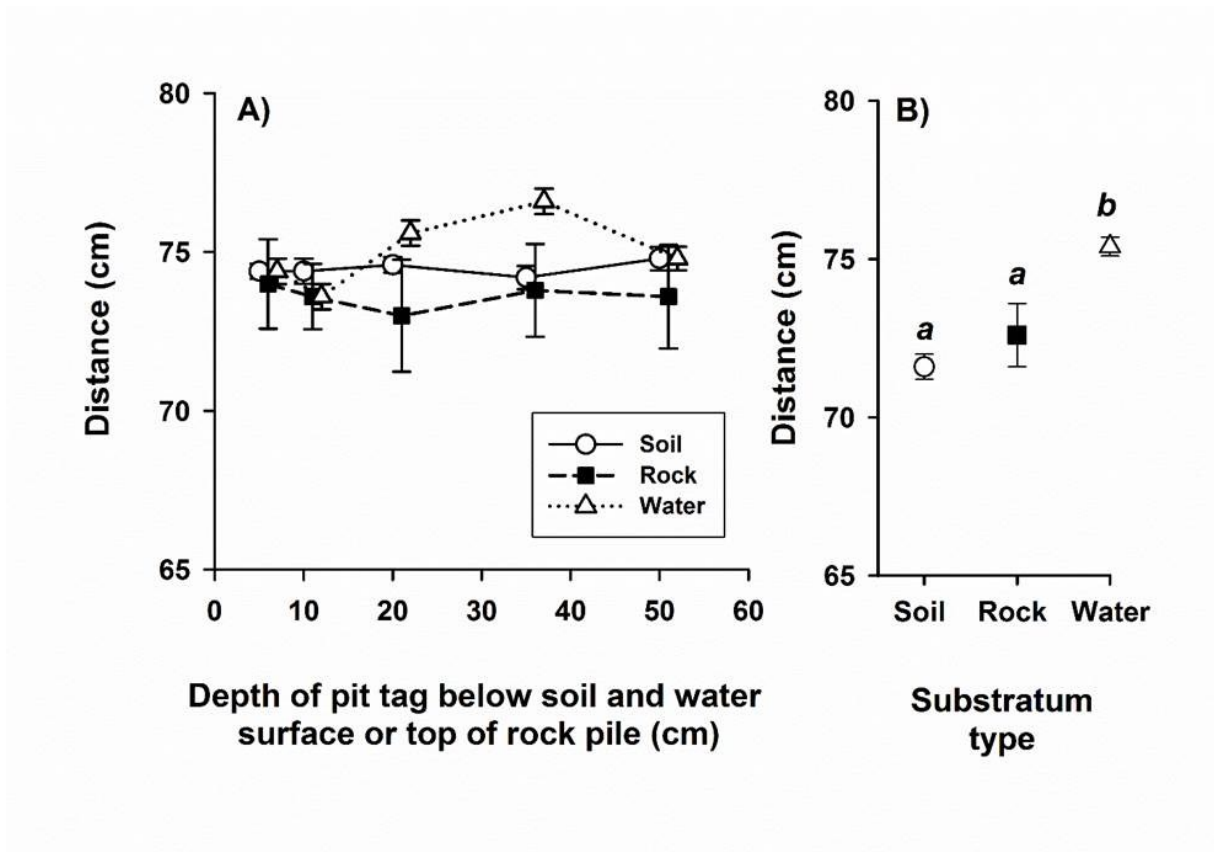 A)
80
75
70
65
Distance (cm)
0 10 20 30 40 50 60
Depth of pit tag below soil and water
surface or top of rock pile (cm)
Soil
Rock
Water
B)
80
75
70
65
Distance (cm)
a
a
b
Soil Rock Water
Substratum
type